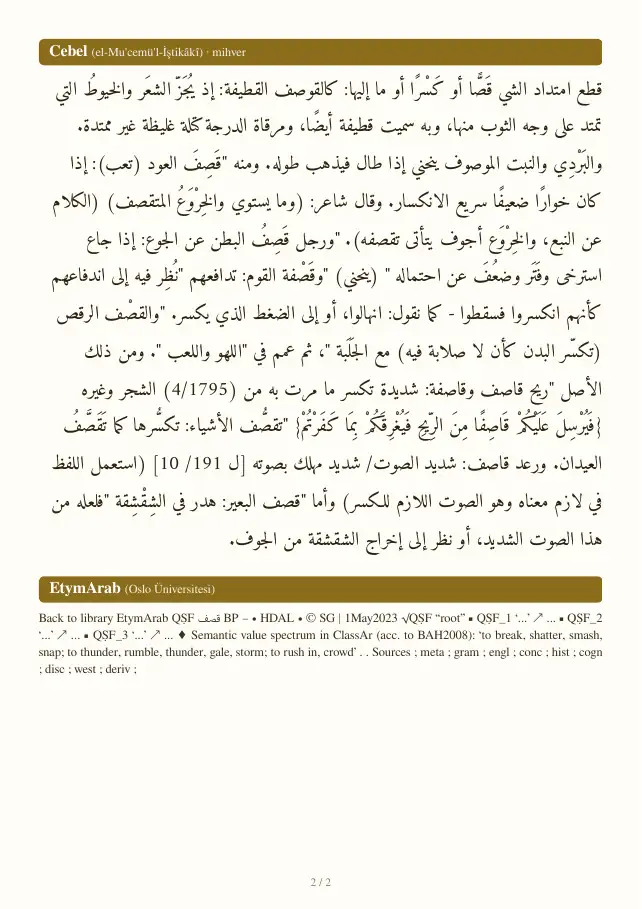 Cebel (el-Mu'cemü'l-İştikâkî) · mihver
قطع امتداد الشي قَصًّا أو كَسْرًا أو ما إليها: كالقوصف القطيفة: إذ يُجَزّ الشعَر والخيوطُ التي
تمتد على وجه الثوب منها، وبه سميت قطيفة أيضًا، ومرقاة الدرجة كتلة غليظة غير ممتدة.
والبَرْدِي والنبت الموصوف ينحني إذا طال فيذهب طوله. ومنه "قَصِفَ العود (تعب): إذا
كان خوارًا ضعيفًا سريع الانكسار. وقال شاعر: (وما يستوي والخِرْوَعُ المتقصف) (الكلام
عن النبع، والخِرْوَع أجوف يتأتى تقصفه). "ورجل قَصِفُ البطن عن الجوع: إذا جاع
استرخى وفَتَر وضعُفَ عن احتماله " (ينحني) "وقَصْفة القوم: تدافعهم "نُظِر فيه إلى اندفاعهم
كأنهم انكسروا فسقطوا - كما نقول: انهالوا، أو إلى الضغط الذي يكسر. "والقصْف الرقص
(تكسّر البدن كأن لا صلابة فيه) مع الجَلَبة "، ثم عمم في "اللهو واللعب ". ومن ذلك
الأصل "ريح قاصف وقاصفة: شديدة تكسر ما مرت به من (4/1795) الشجر وغيره
{فَيُرْسِلَ عَلَيْكُمْ قَاصِفًا مِنَ الرِّيحِ فَيُغْرِقَكُمْ بِمَا كَفَرْتُمْ} "تقصُّف الأشياء: تكسُّرها كما تَقَصَّفُ
العيدان. ورعد قاصف: شديد الصوت/ شديد مهلك بصوته [ل 191/ 10] (استعمل اللفظ
في لازم معناه وهو الصوت اللازم للكسر) وأما "قصف البعير: هدر في الشِقْشِقة "فلعله من
هذا الصوت الشديد، أو نظر إلى إخراج الشقشقة من الجوف.
EtymArab (Oslo Üniversitesi)
Back to library EtymArab QṢF قصف BP – • HDAL • © SG | 1May2023 √QṢF “root” ▪ QṢF_1 ‘...’ ↗ ... ▪ QṢF_2
‘...’ ↗ ... ▪ QṢF_3 ‘...’ ↗ ... ♦ Semantic value spectrum in ClassAr (acc. to BAH2008): ‘to break, shatter, smash,
snap; to thunder, rumble, thunder, gale, storm; to rush in, crowd’ . . Sources ; meta ; gram ; engl ; conc ; hist ; cogn
; disc ; west ; deriv ;
2 / 2